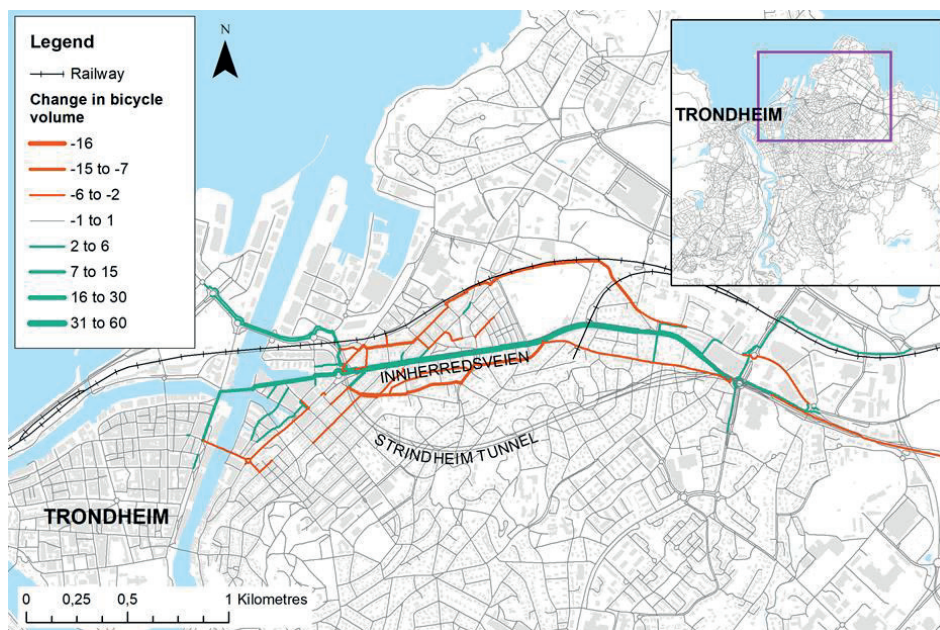 Legend
Railway
Change in bicycle
volume
-16
-15 to -7
-6 to -2
-1 to 1
2 to 6
7 to 15
16 to 30
31 to 60
N
TRONDHEIM
INNHERREDSVEIEN
STRINDHEIM TUNNEL
TRONDHEIM
0 0,25 0,5 1 Kilometres